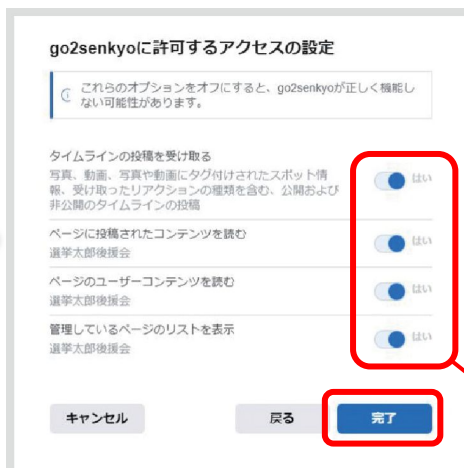 go2senkyoに許可するアクセスの設定
これらのオプションをオフにすると、go2senkyoが正しく機能し
ない可能性があります。
タイムラインの投稿を受け取る
写真、動画、写真や動画にタグ付けされたスポット情
報、受け取ったリアクションの種類を含む、公開および
非公開のタイムラインの投稿
はい
ページに投稿されたコンテンツを読む
選挙太郎後援会
はい
ページのユーザーコンテンツを読む
選挙太郎後援会
はい
管理しているページのリストを表示
選挙太郎後援会
はい
キャンセル
戻る
完了